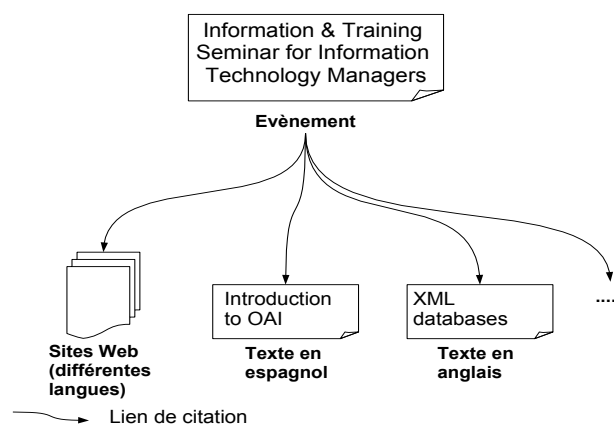 Information & Training
Seminar for Information
Technology Managers
Evènement
Introduction
to OAI
XML
databases
....
Sites Web
(différentes
langues)
Texte en
espagnol
Texte en
anglais
Lien de citation